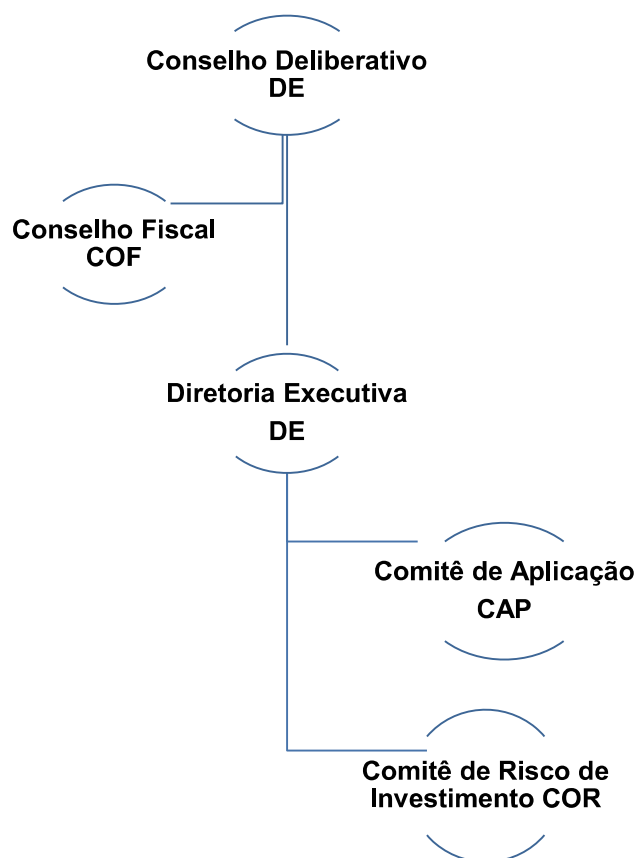 Conselho Deliberativo
DE
Conselho Fiscal
COF
Diretoria Executiva
DE
Comitê de Aplicação
CAP
Comitê de Risco de
Investimento COR